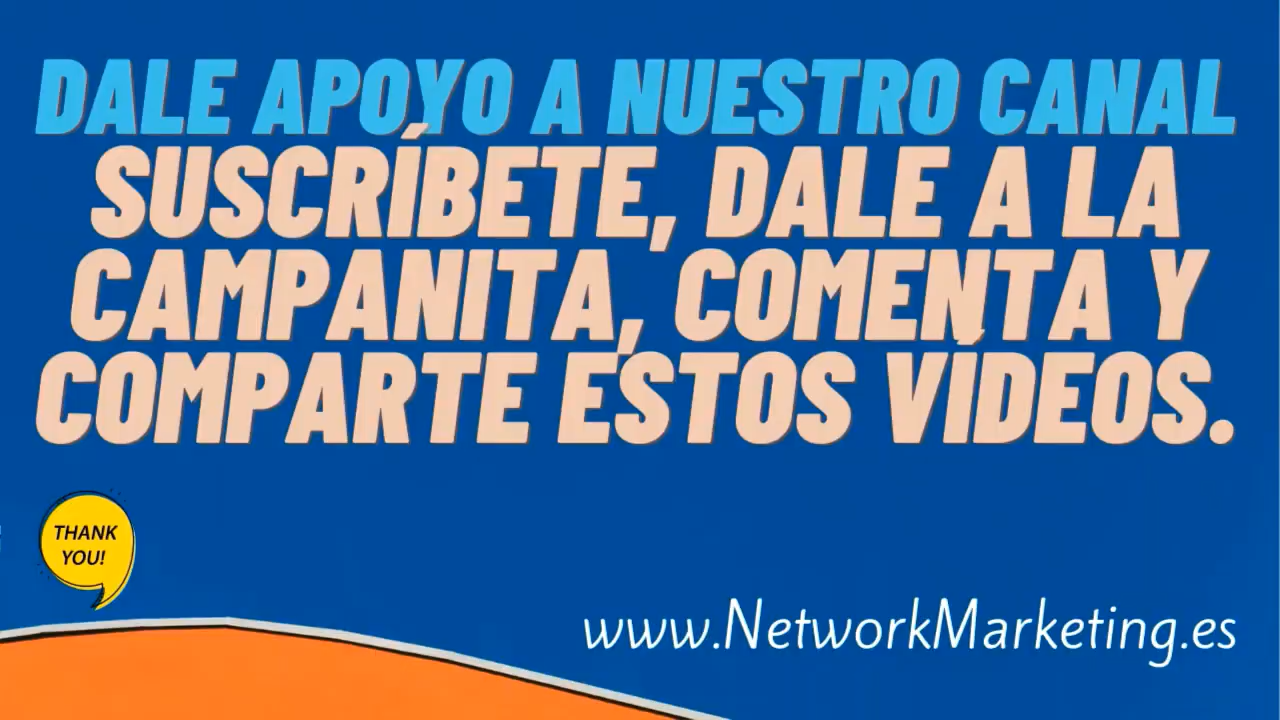 DALE APOYO A NUESTRO CANAL
SUSCRÍBETE, DALE A LA
CAMPANITA, COMENTA Y
COMPARTE ESTOS VÍDEOS.
THANK
YOU!
www.NetworkMarketing.es